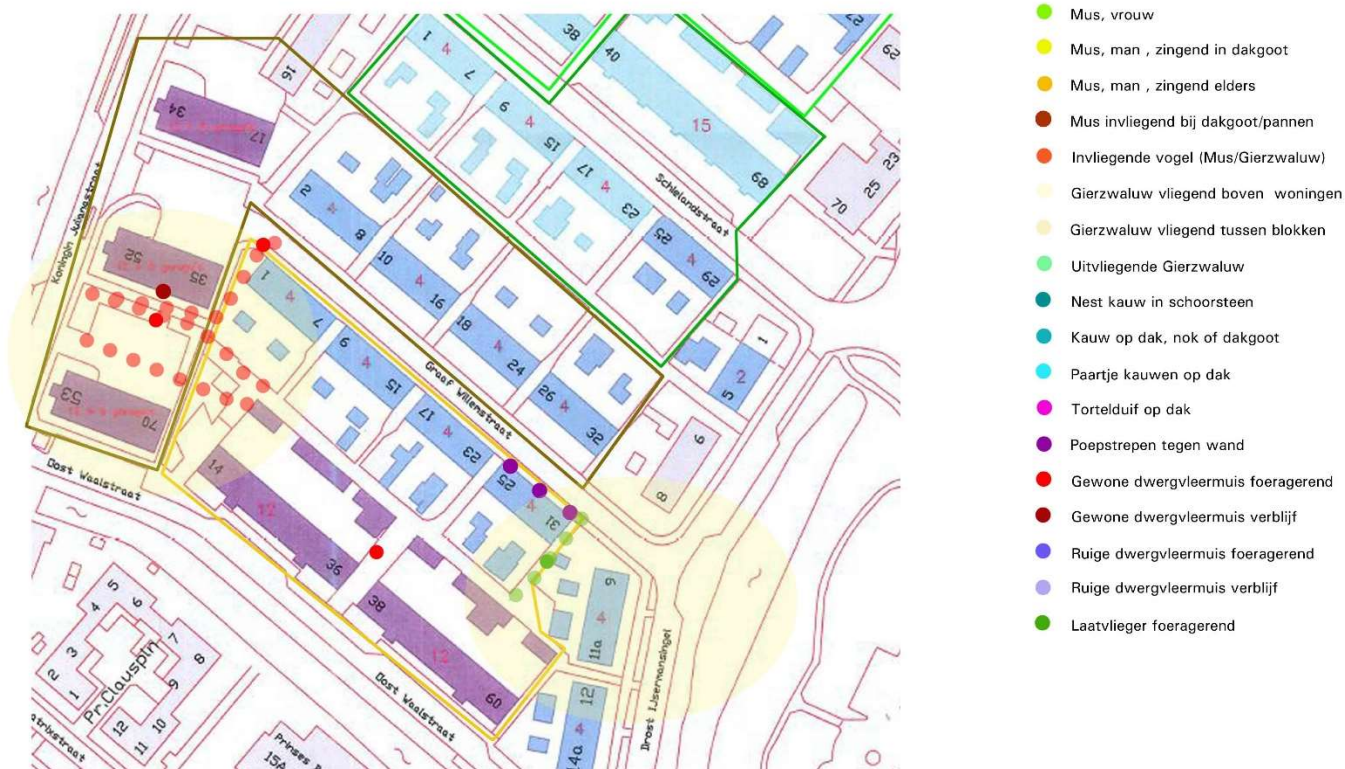 Mus, vrouw
Mus, man , zingend in dakgoot
Mus, man , zingend elders
Mus invliegend bij dakgoot/pannen
Invliegende vogel (Mus/Gierzwaluw)
Gierzwaluw vliegend boven woningen
Gierzwaluw vliegend tussen blokken
Uitvliegende Gierzwaluw
Nest kauw in schoorsteen
Kauw op dak, nok of dakgoot
Paartje kauwen op dak
Tortelduif op dak
Poepstrepen tegen wand
Gewone dwergvleermuis foeragerend
Gewone dwergvleermuis verblijf
Ruige dwergvleermuis foeragerend
Ruige dwergvleermuis verblijf
Laatvlieger foeragerend
1 4 7
38
40
15
68
27
29
16
34
17
9 4 15
17 4 23
Schielandstraat
25 4 29
23
25
70
Koningin Julianastraat
2 4 8
10 4 16
18 4 24
26 4 32
52
35
1 4 7
9 4 15
17 4 23
25 4 31
Graaf Willemstraat
1
2
5
9
8
53
70
Oost Waalstraat
14
12
36
38
12
60
9
4
11a
12
4
14a
Drost IJsermansingel
Oost Waalstraat
5
4
6
3
7
2
8
1
9
12
10
11
Pr.Clauspln
atrixstraat
Prinses
15A